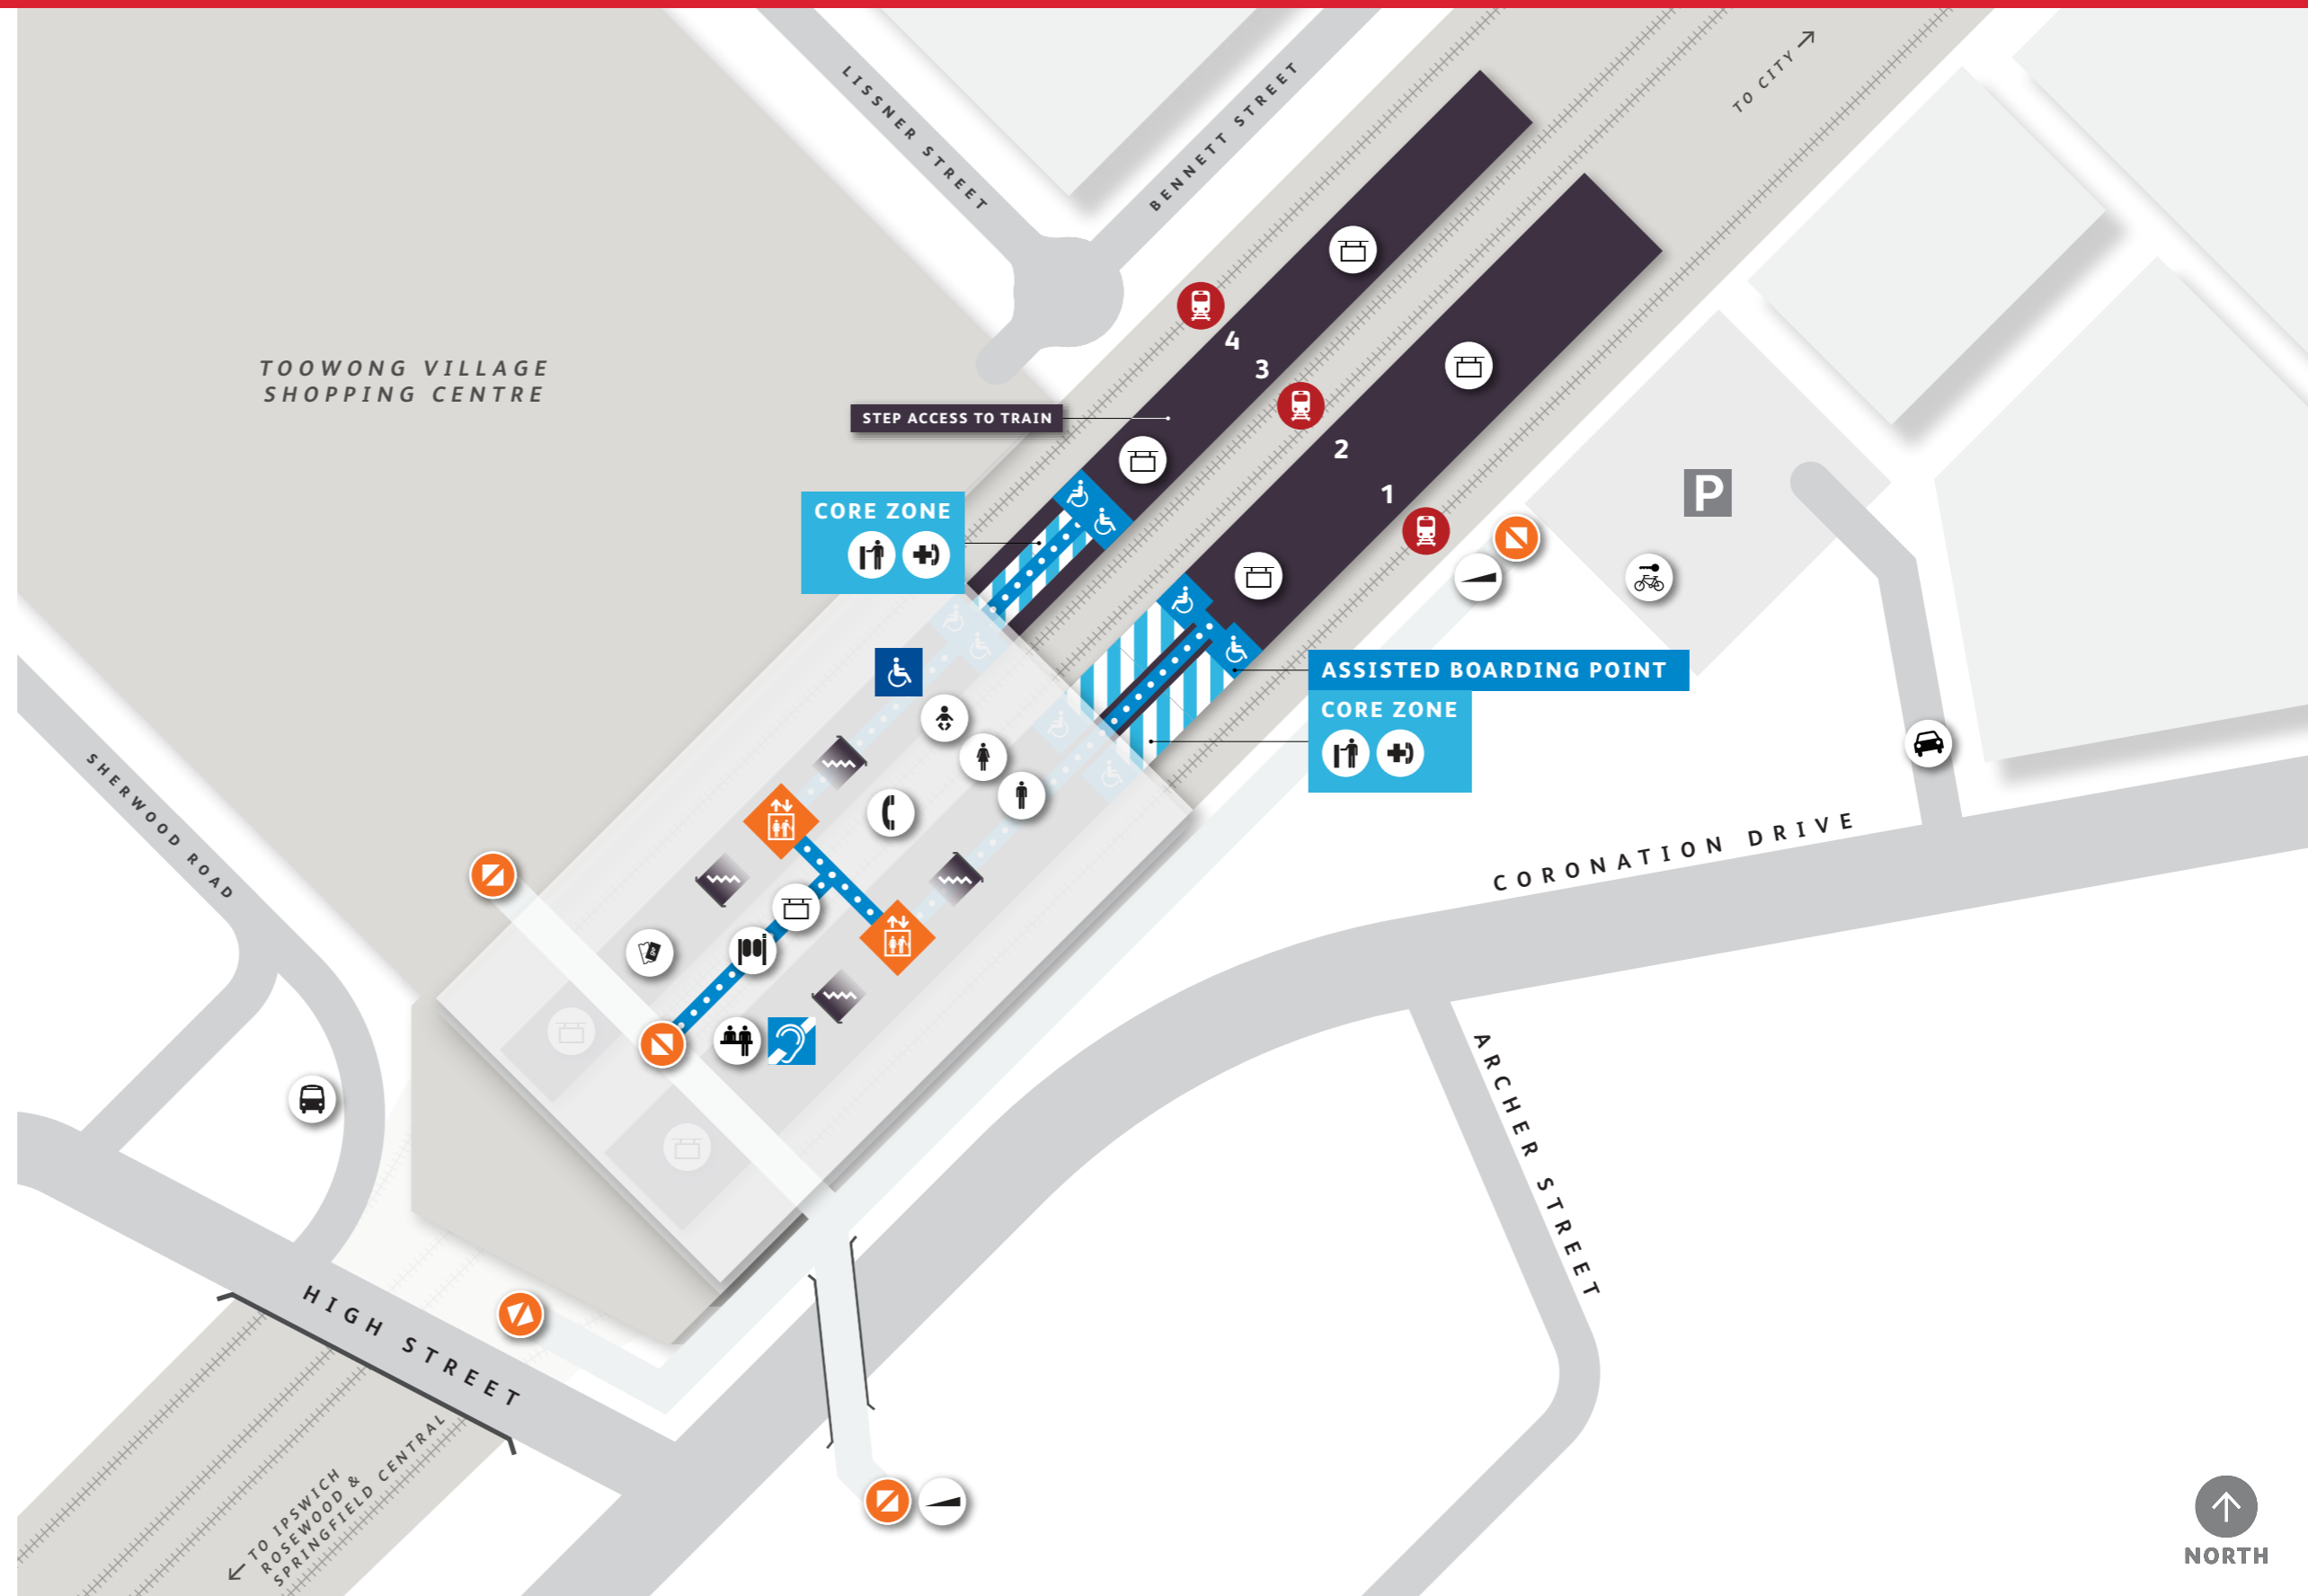 LISSNER STREET
BENNETT STREET
TO CITY
TOOWONG VILLAGE
SHOPPING CENTRE
4
3
2
1
STEP ACCESS TO TRAIN
CORE ZONE
P
ASSISTED BOARDING POINT
CORE ZONE
SHERWOOD ROAD
CORONATION DRIVE
ARCHER STREET
HIGH STREET
TO IPSWICH
ROSEWOOD &
SPRINGFIELD CENTRAL
NORTH